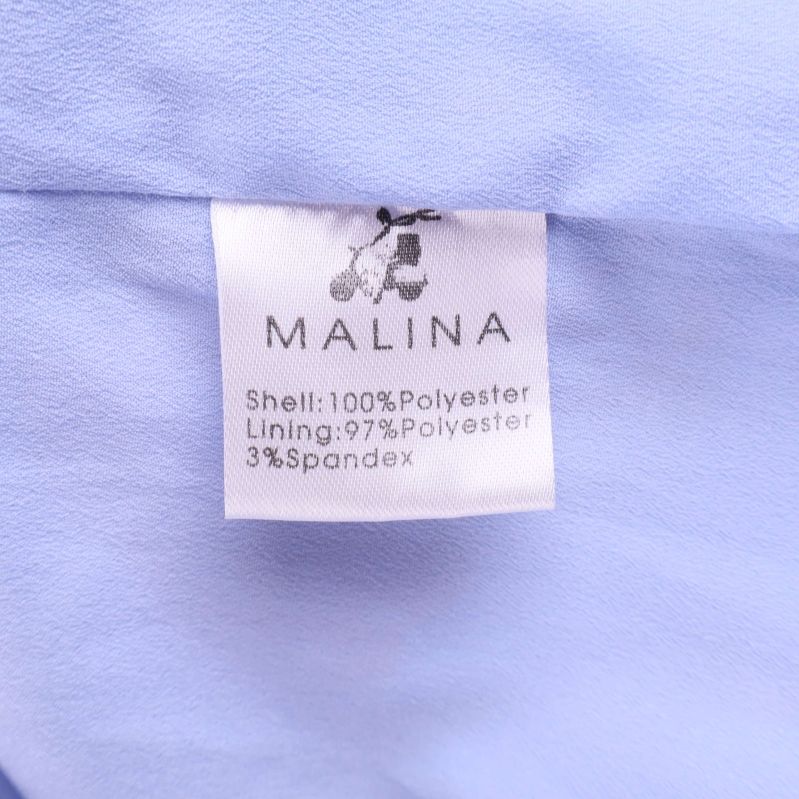 MALINA
Shell:100%Polyester
Lining:97%Polyester
3%Spandex